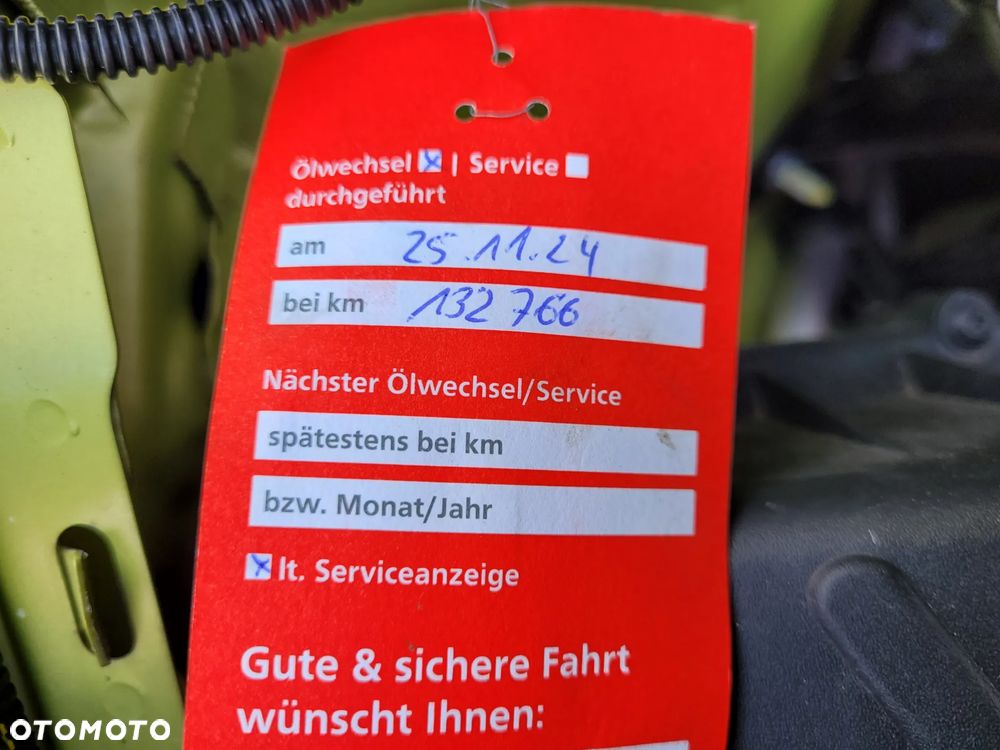 Ölwechsel | Service
durchgeführt
am 25.11.24
bei km 132 766
Nächster Ölwechsel/Service
spätestens bei km
bzw. Monat/Jahr
lt. Serviceanzeige
Gute & sichere Fahrt
wünscht Ihnen:
OTOMOTO